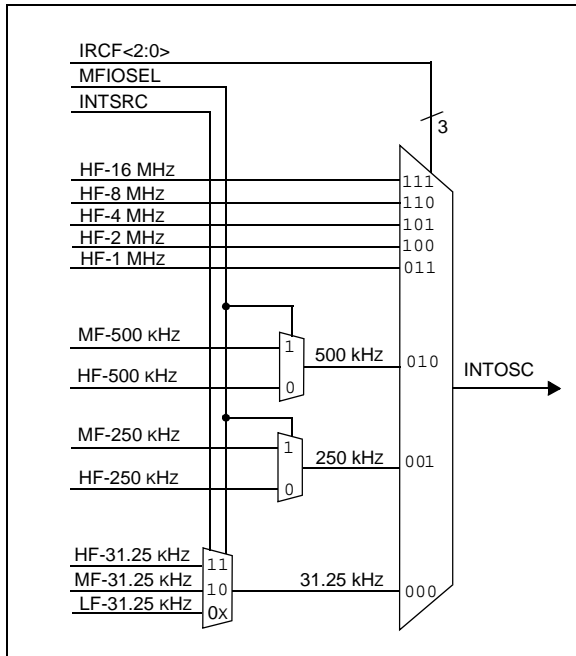 IRCF<2:0>
MFIOSEL
INTSRC
3
HF-16 MHz
111
HF-8 MHz
110
HF-4 MHz
101
HF-2 MHz
100
HF-1 MHz
011
MF-500 KHz
1
500 kHz
010
HF-500 KHz
0
INTOSC
MF-250 KHz
1
250 kHz
001
HF-250 KHz
0
HF-31.25 KHz
11
MF-31.25 KHz
10
31.25 kHz
000
LF-31.25 KHz
0X